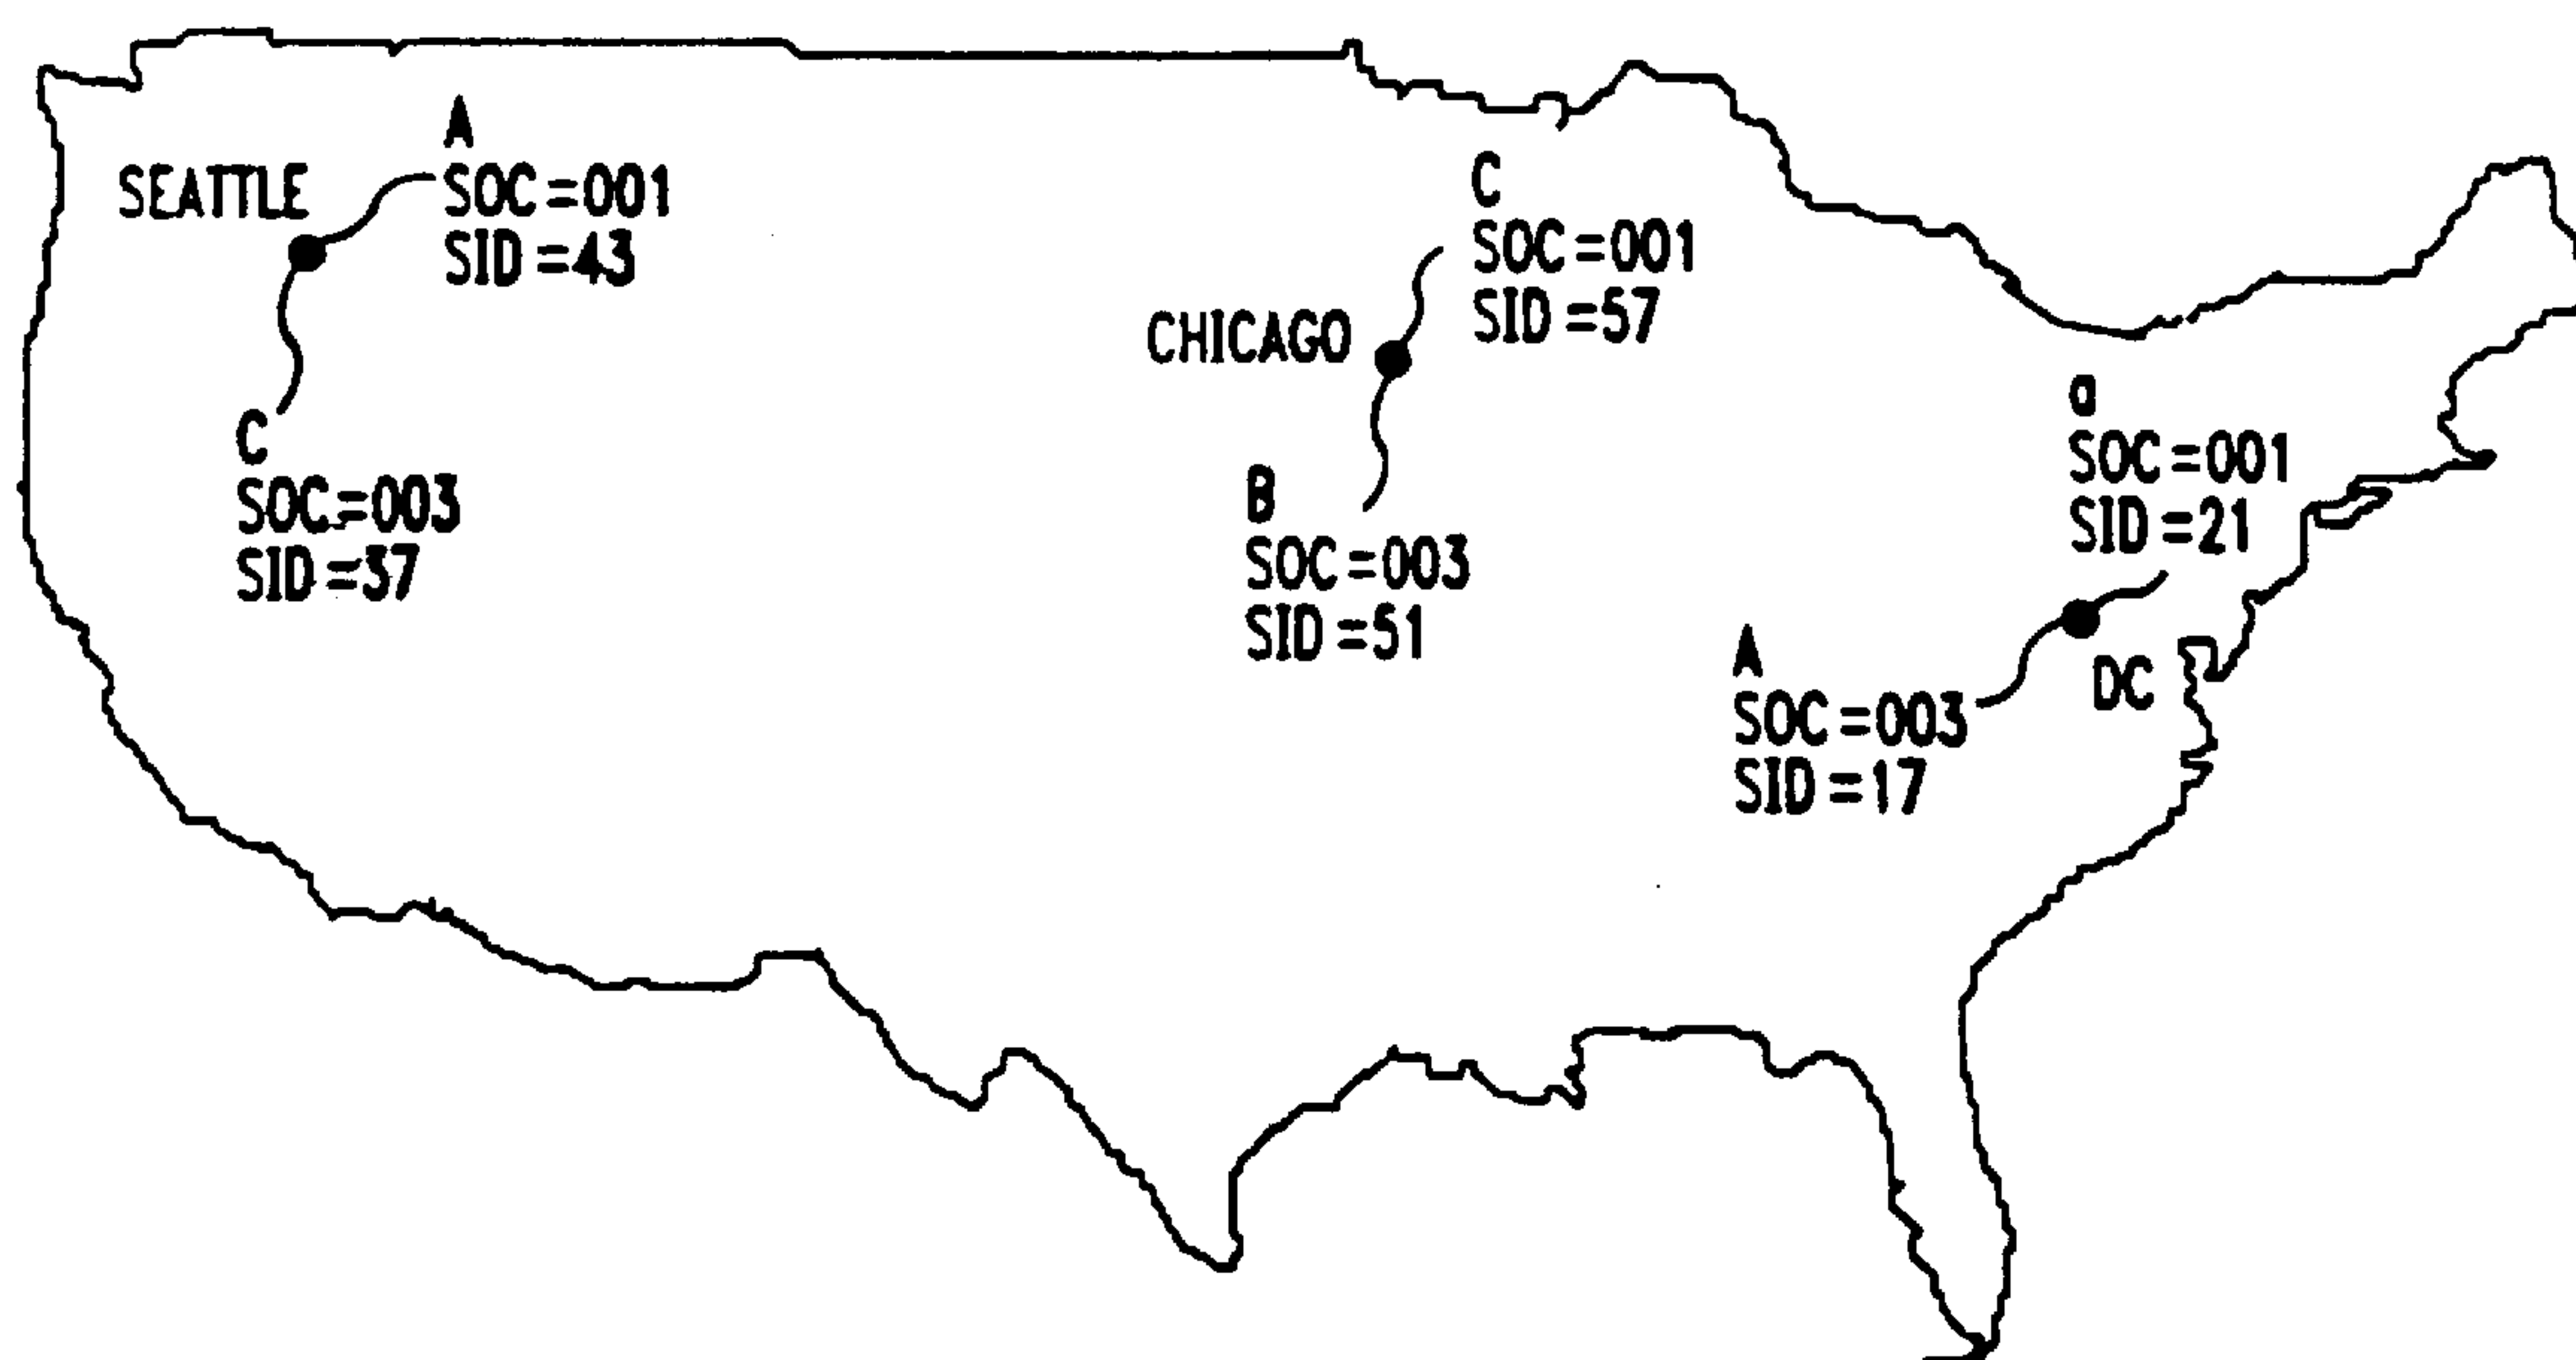 SEATTLE
A
SOC=001
SID=43
C
SOC=003
SID=37
CHICAGO
C
SOC=001
SID=57
B
SOC=003
SID=51
a
SOC=001
SID=21
DC
A
SOC=003
SID=17